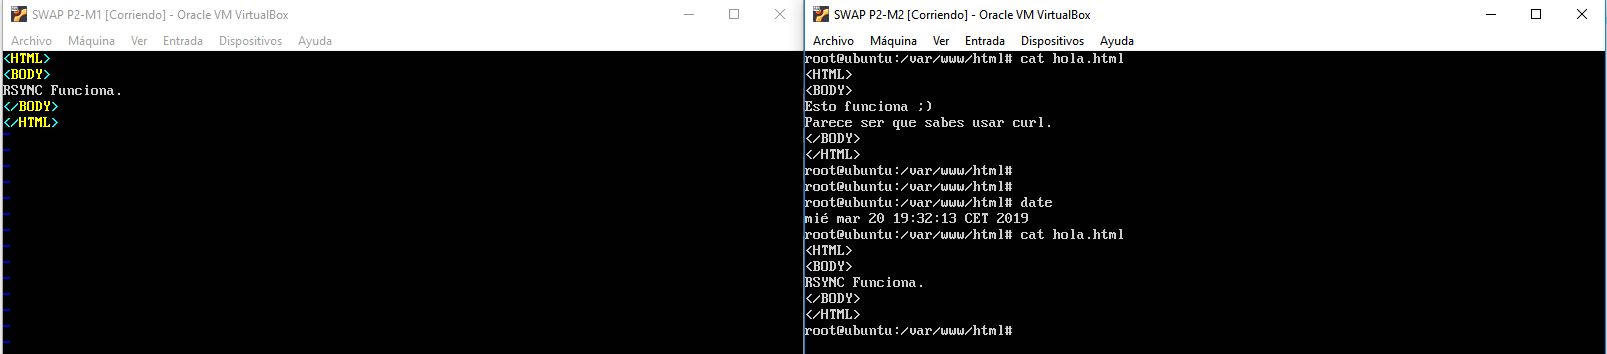 SWAP P2-M1 [Corriendo] - Oracle VM VirtualBox
Archivo Máquina Ver Entrada Dispositivos Ayuda
<HTML>
<BODY>
RSYNC Funciona.
</BODY>
</HTML>
~
~
~
~
~
~
~
~
~
~
~
~
~
~
SWAP P2-M2 [Corriendo] - Oracle VM VirtualBox
Archivo Máquina Ver Entrada Dispositivos Ayuda
root@ubuntu:/var/www/html# cat hola.html
<HTML>
<BODY>
Esto funciona ;)
Parece ser que sabes usar curl.
</BODY>
</HTML>
root@ubuntu:/var/www/html#
root@ubuntu:/var/www/html#
root@ubuntu:/var/www/html# date
mié mar 20 19:32:13 CET 2019
root@ubuntu:/var/www/html# cat hola.html
<HTML>
<BODY>
RSYNC Funciona.
</BODY>
</HTML>
root@ubuntu:/var/www/html#